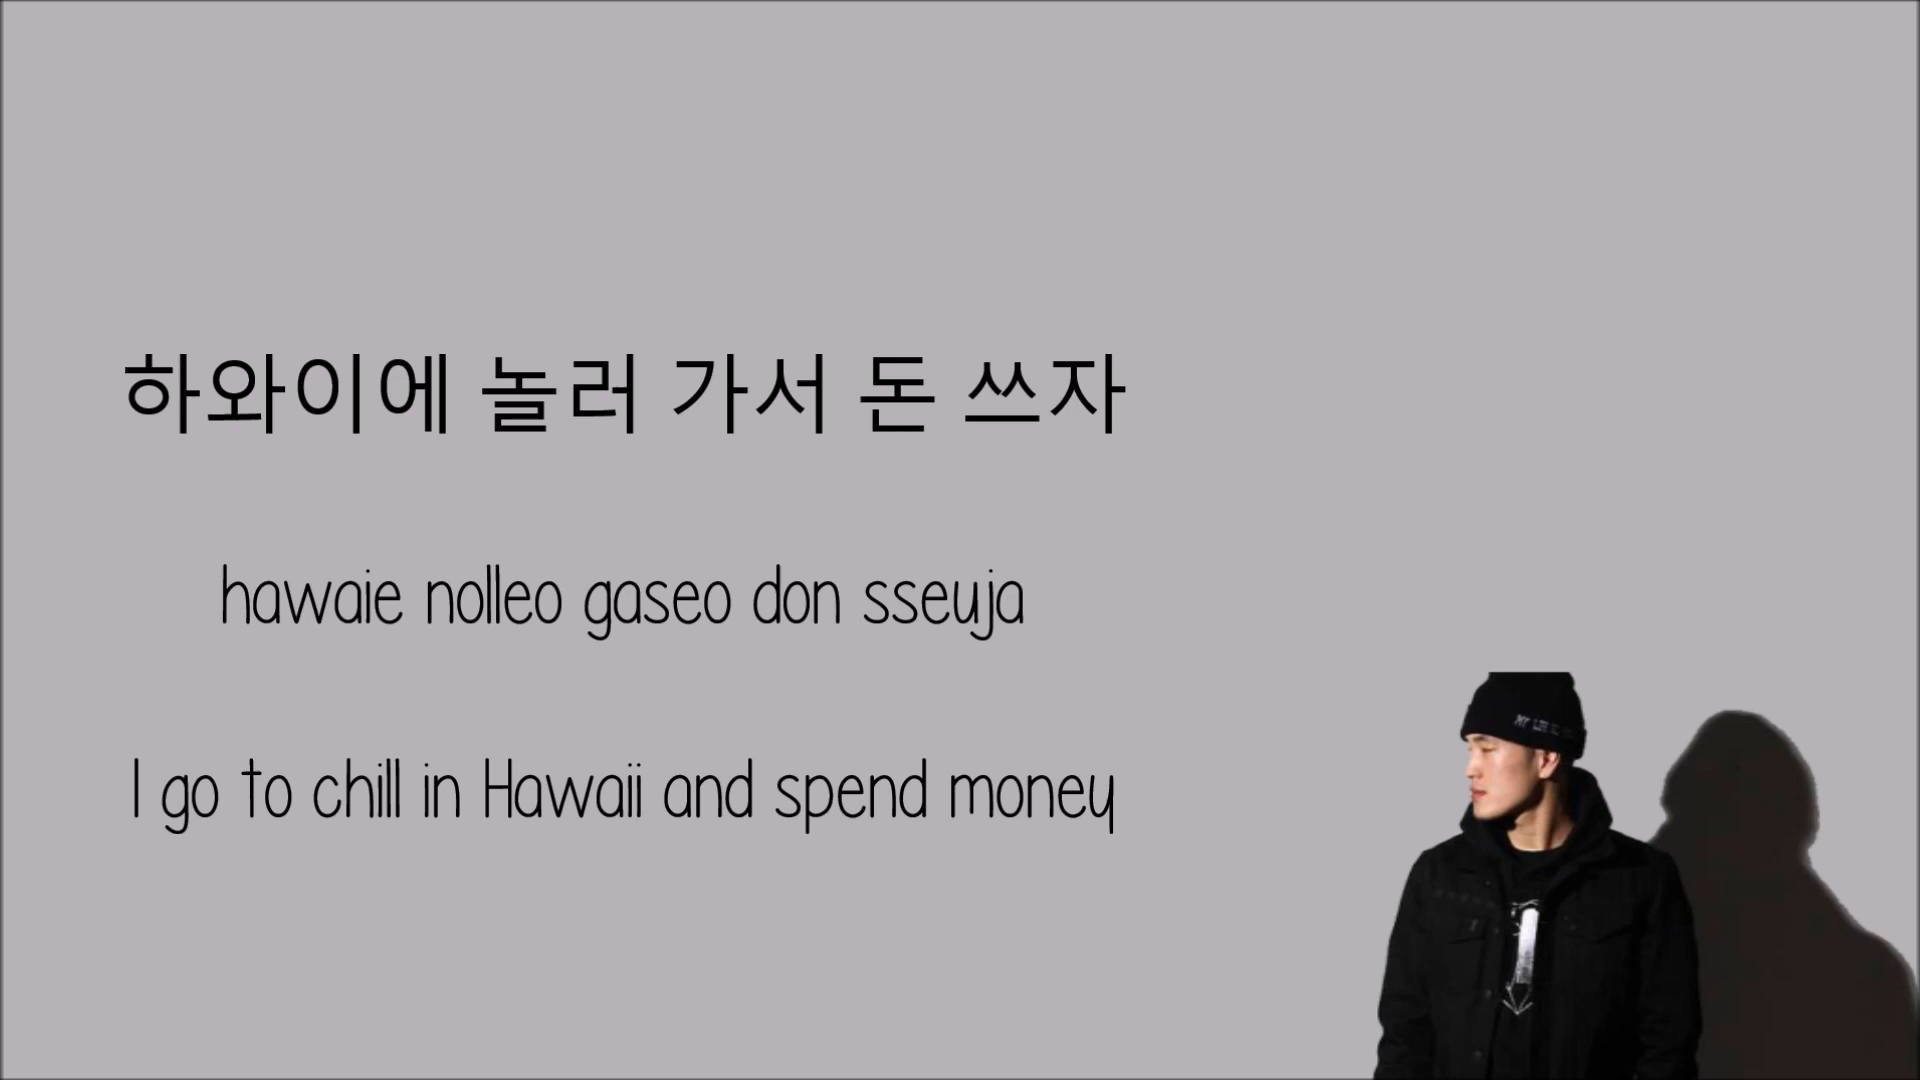 하와이에 놀러 가서 돈 쓰자
hawaie nolleo gaseo don sseuja
I go to chill in Hawaii and spend money